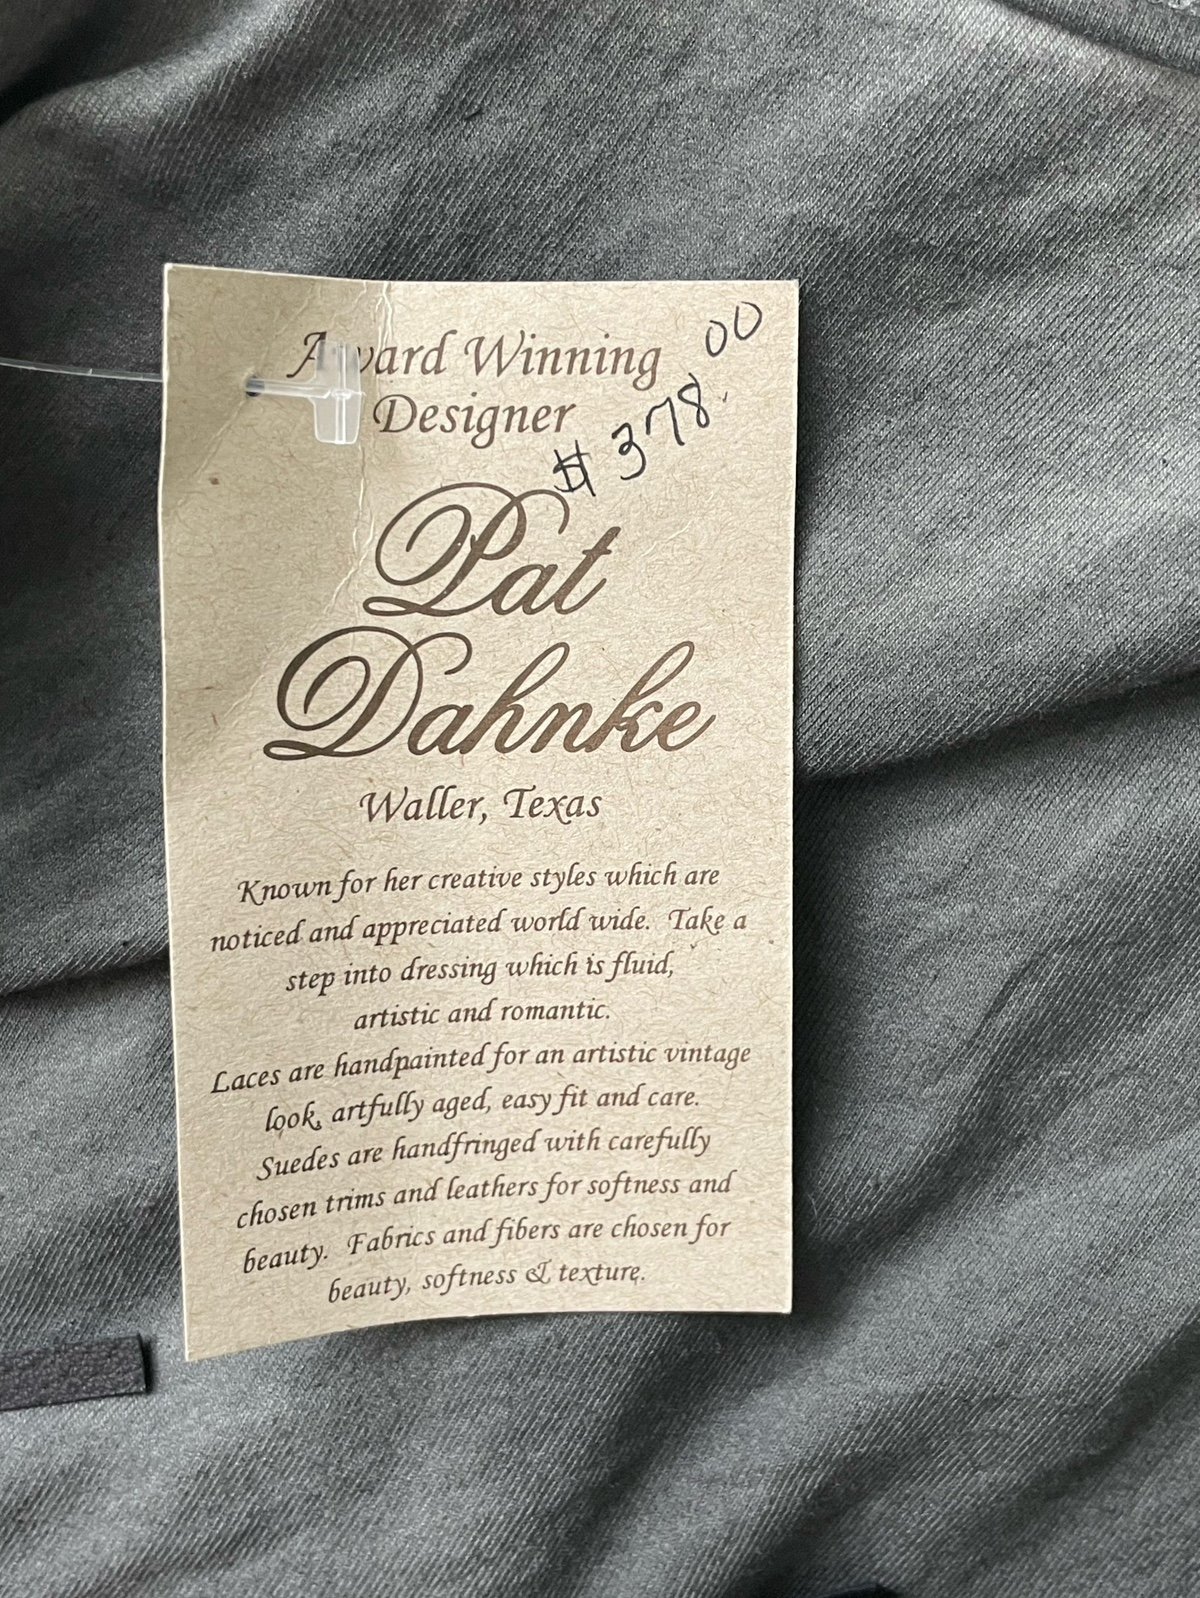 Award Winning
Designer
$378.00
Pat
Dahnke
Waller, Texas
Known for her creative styles which are
noticed and appreciated world wide. Take a
step into dressing which is fluid,
artistic and romantic.
Laces are handpainted for an artistic vintage
look, artfully aged, easy fit and care.
Suedes are handfringed with carefully
chosen trims and leathers for softness and
beauty. Fabrics and fibers are chosen for
beauty, softness & texture.